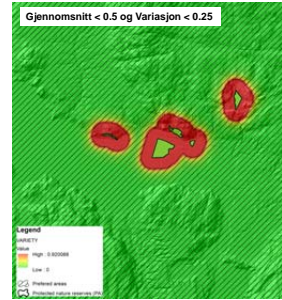 Gjennomsnitt < 0.5 og Variasjon < 0.25
Legend
VARIETY
Value
High : 0.920088
Low : 0
Prefered areas
Protected nature reserves (PA)